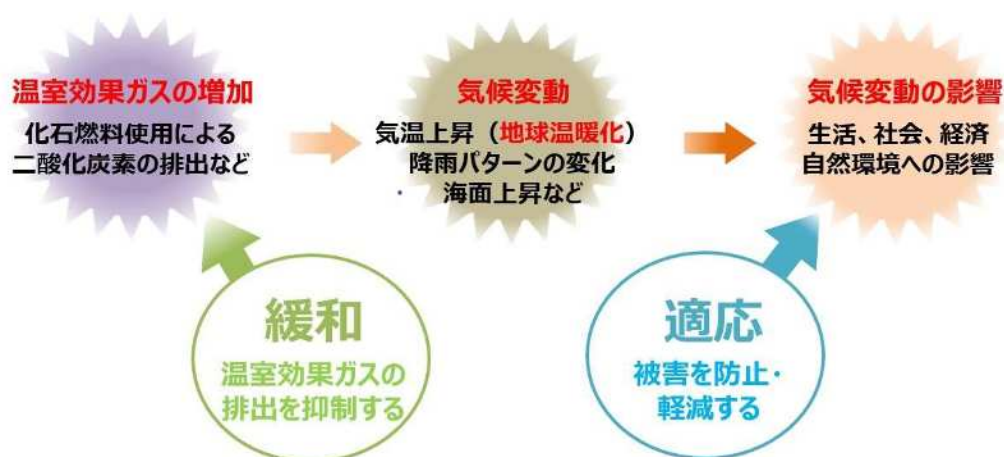 温室効果ガスの増加
化石燃料使用による
二酸化炭素の排出など
気候変動
気温上昇（地球温暖化）
降雨パターンの変化
海面上昇など
気候変動の影響
生活、社会、経済
自然環境への影響
緩和
温室効果ガスの
排出を抑制する
適応
被害を防止・
軽減する